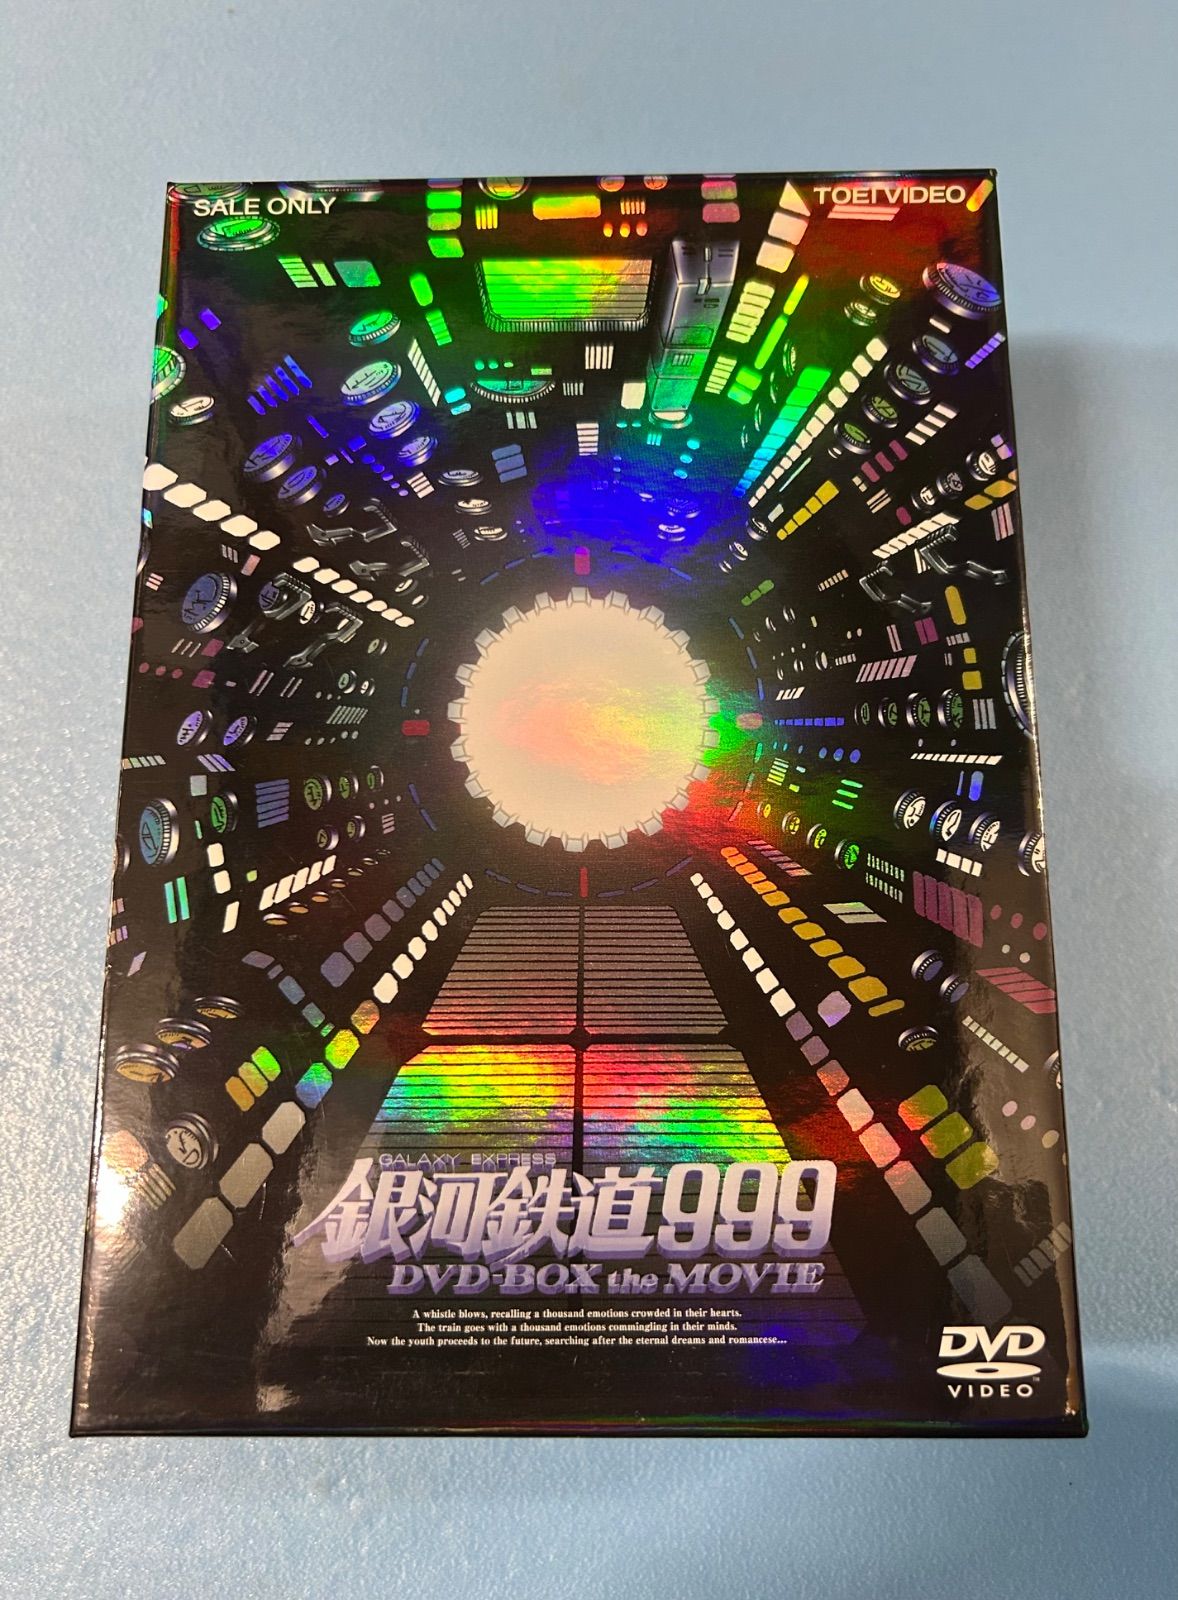 SALE ONLY
TOEI VIDEO
GALAXY EXPRESS
銀河鉄道999
DVD-BOX the MOVIE
A whistle blows, recalling a thousand emotions crowded in their hearts.
The train goes with a thousand emotions commingling in their minds.
Now the youth proceeds to the future, searching after the eternal dreams and romancese...
DVD
TM
VIDEO